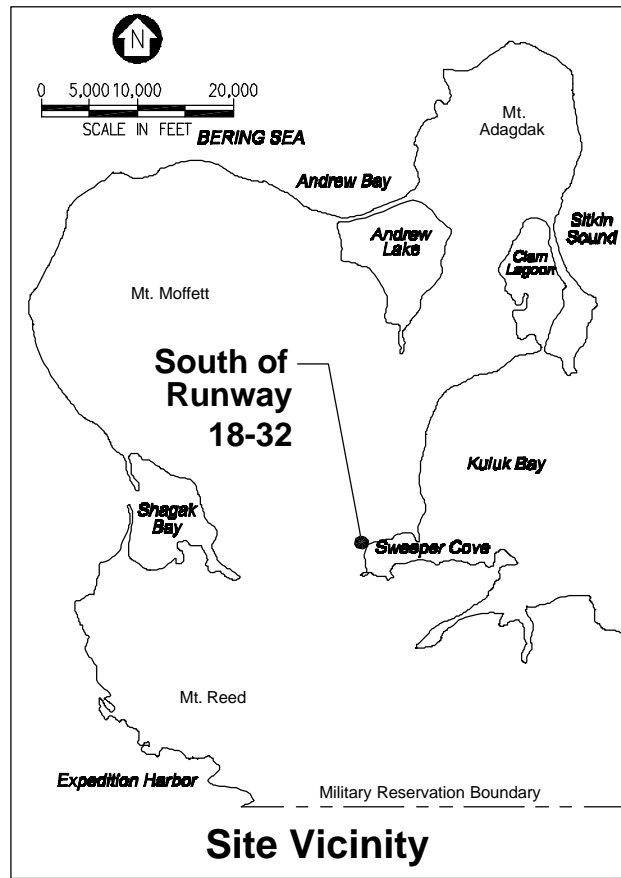 N
0 5,000 10,000 20,000
SCALE IN FEET
BERING SEA
Mt.
Adagdak
Andrew Bay
Andrew
Lake
Sitkin
Sound
Clam
Lagoon
Mt. Moffett
South of
Runway
18-32
Kuluk Bay
Shagak
Bay
Sweeper Cove
Mt. Reed
Expedition Harbor
Military Reservation Boundary
Site Vicinity